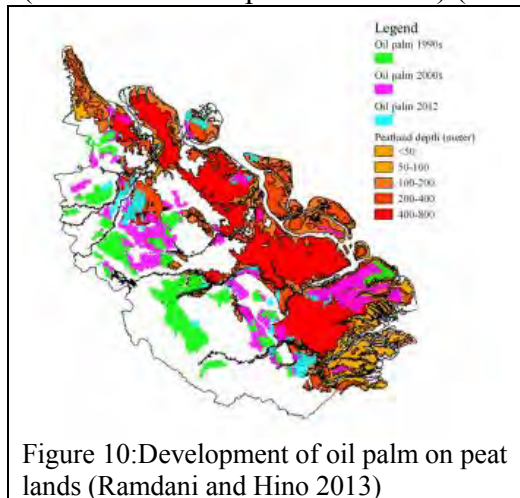 Legend
Oil palm 1990s
Oil palm 2000s
Oil palm 2012
Peatland depth (meter)
<50
50-100
100-200
200-400
400-800
Figure 10:Development of oil palm on peat
lands (Ramdani and Hino 2013)